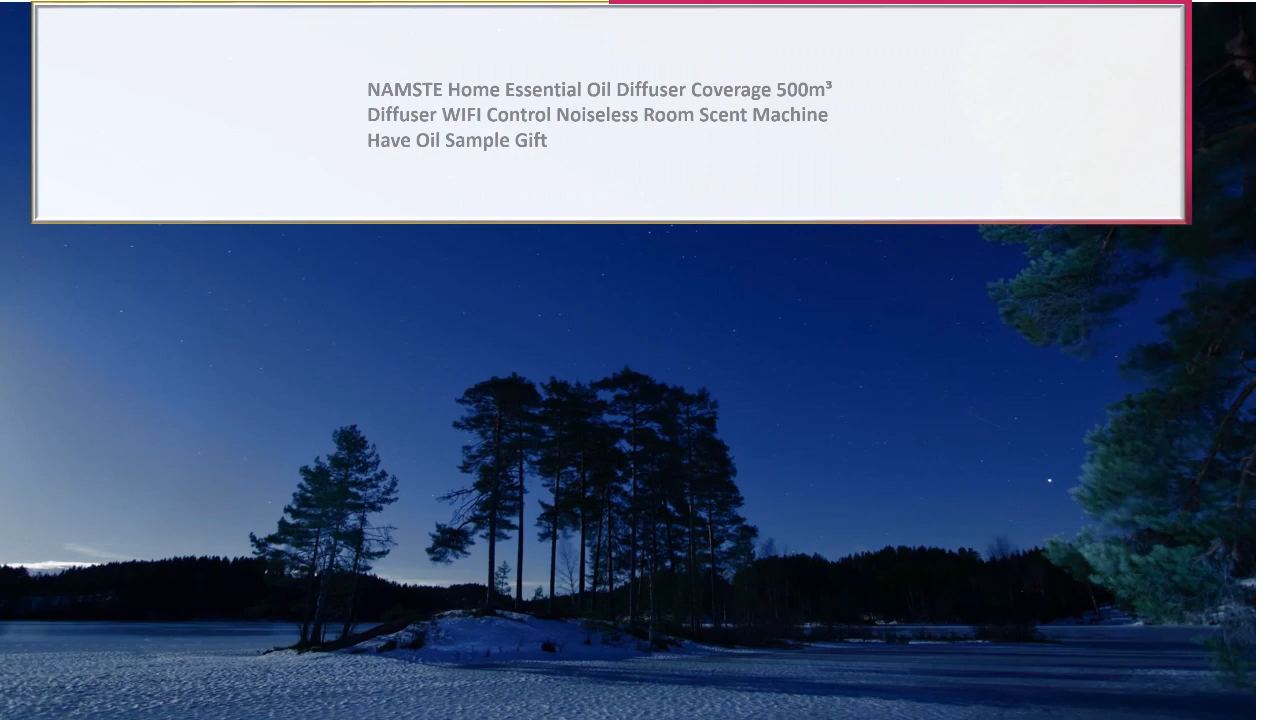 NAMSTE Home Essential Oil Diffuser Coverage 500m³
Diffuser WIFI Control Noiseless Room Scent Machine
Have Oil Sample Gift